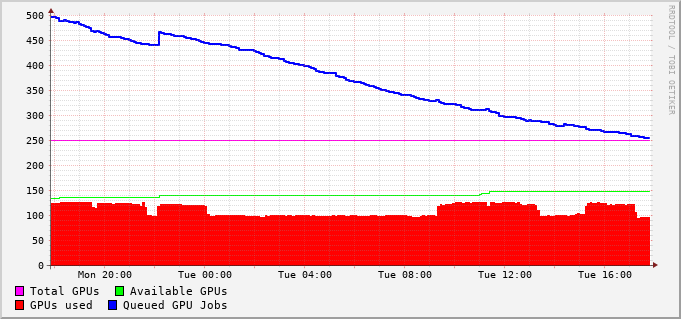 500
450
400
350
300
250
200
150
100
50
0
Mon 20:00 Tue 00:00 Tue 04:00 Tue 08:00 Tue 12:00 Tue 16:00
Total GPUs Available GPUs
GPUs used Queued GPU Jobs
RRDTOOL / TOBI OETIKER